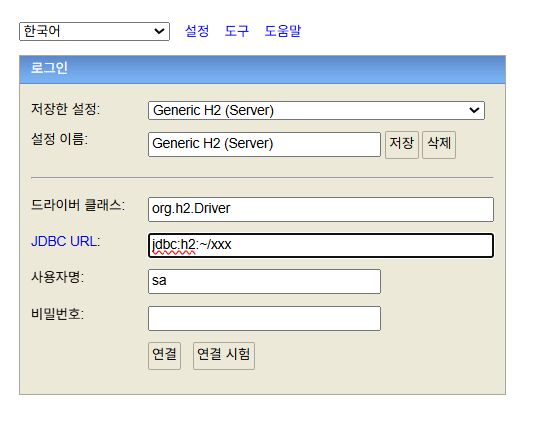 한국어 설정 도구 도움말
로그인
저장한 설정: Generic H2 (Server)
설정 이름: Generic H2 (Server) 저장 삭제
드라이버 클래스: org.h2.Driver
JDBC URL: jdbc:h2:~/xxx
사용자명: sa
비밀번호:
연결 연결 시험